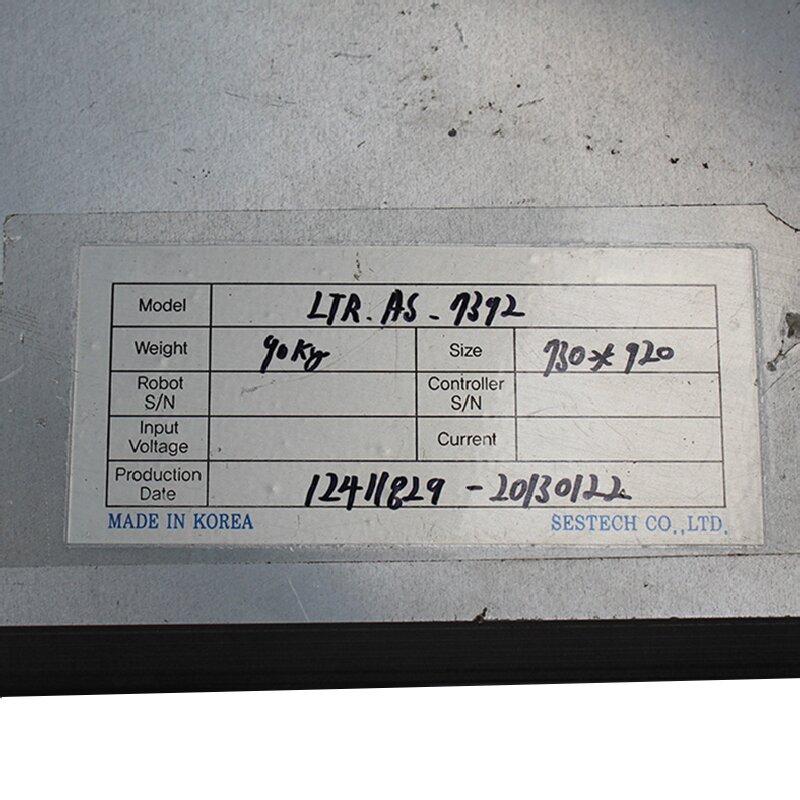 Model LTR-AS-7392
Weight 90Kg Size 730*920
Robot S/N Controller S/N
Input Voltage Current
Production Date 12411829-20130122
MADE IN KOREA SESTECH CO.,LTD.